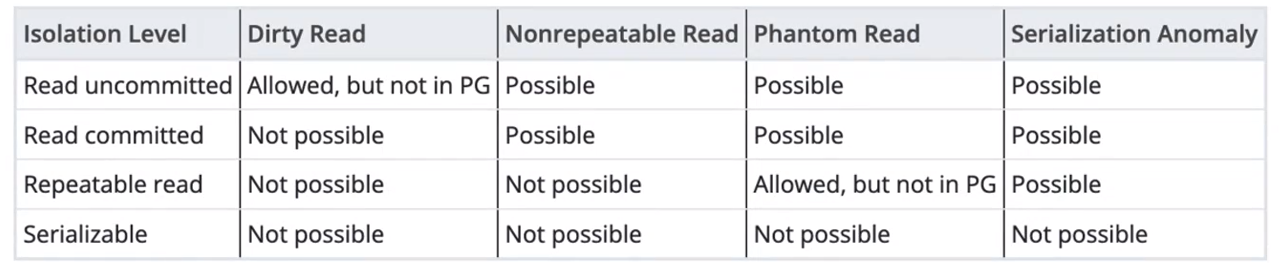 Isolation Level Dirty Read Nonrepeatable Read Phantom Read Serialization Anomaly
Read uncommitted Allowed, but not in PG Possible Possible Possible
Read committed Not possible Possible Possible Possible
Repeatable read Not possible Not possible Allowed, but not in PG Possible
Serializable Not possible Not possible Not possible Not possible